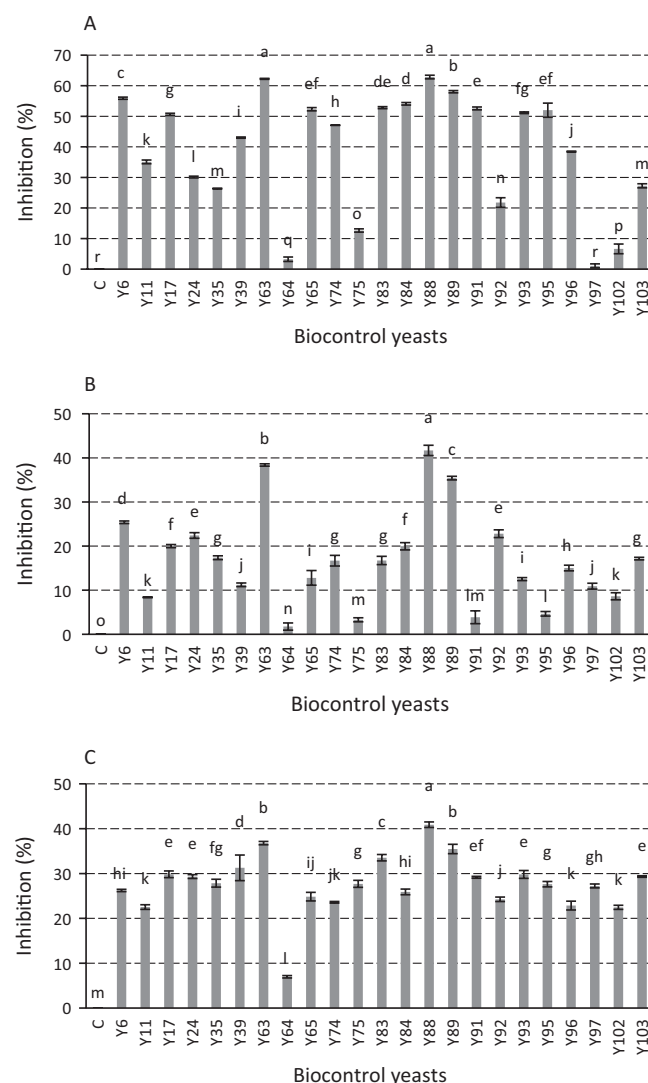 A
Inhibition (%)
70
60
50
40
30
20
10
0
r c k g l m i a q ef h o de d a b e n fg ef j r p m
C Y6 Y11 Y17 Y24 Y35 Y39 Y63 Y64 Y65 Y74 Y75 Y83 Y84 Y88 Y89 Y91 Y92 Y93 Y95 Y96 Y97 Y102 Y103
Biocontrol yeasts
B
Inhibition (%)
50
40
30
20
10
0
o d k f e g j b n i g m g f a c lm e i l h j k g
C Y6 Y11 Y17 Y24 Y35 Y39 Y63 Y64 Y65 Y74 Y75 Y83 Y84 Y88 Y89 Y91 Y92 Y93 Y95 Y96 Y97 Y102 Y103
Biocontrol yeasts
C
Inhibition (%)
50
40
30
20
10
0
m hi k e e fg d b l ij jk g c hi a b ef j e g k gh k e
C Y6 Y11 Y17 Y24 Y35 Y39 Y63 Y64 Y65 Y74 Y75 Y83 Y84 Y88 Y89 Y91 Y92 Y93 Y95 Y96 Y97 Y102 Y103
Biocontrol yeasts